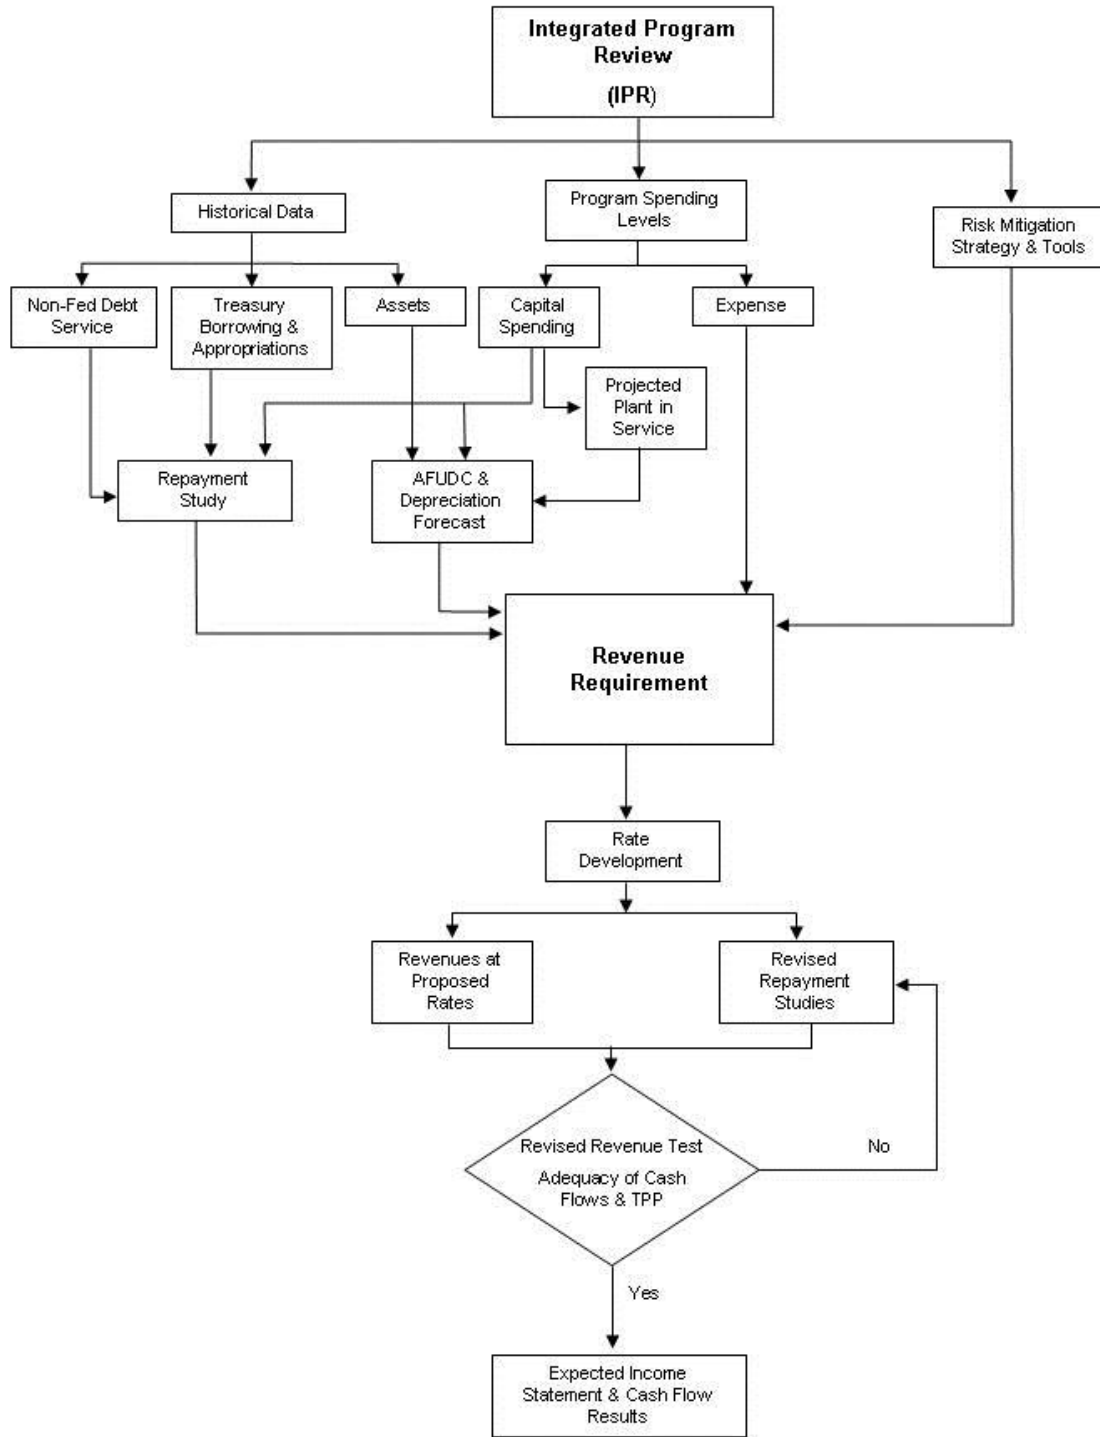 Integrated Program
Review
(IPR)
Historical Data
Program Spending
Levels
Risk Mitigation
Strategy & Tools
Non-Fed Debt
Service
Treasury
Borrowing &
Appropriations
Assets
Capital
Spending
Expense
Projected
Plant in
Service
Repayment
Study
AFUDC &
Depreciation
Forecast
Revenue
Requirement
Rate
Development
Revenues at
Proposed
Rates
Revised
Repayment
Studies
Revised Revenue Test
Adequacy of Cash
Flows & TPP
No
Yes
Expected Income
Statement & Cash Flow
Results